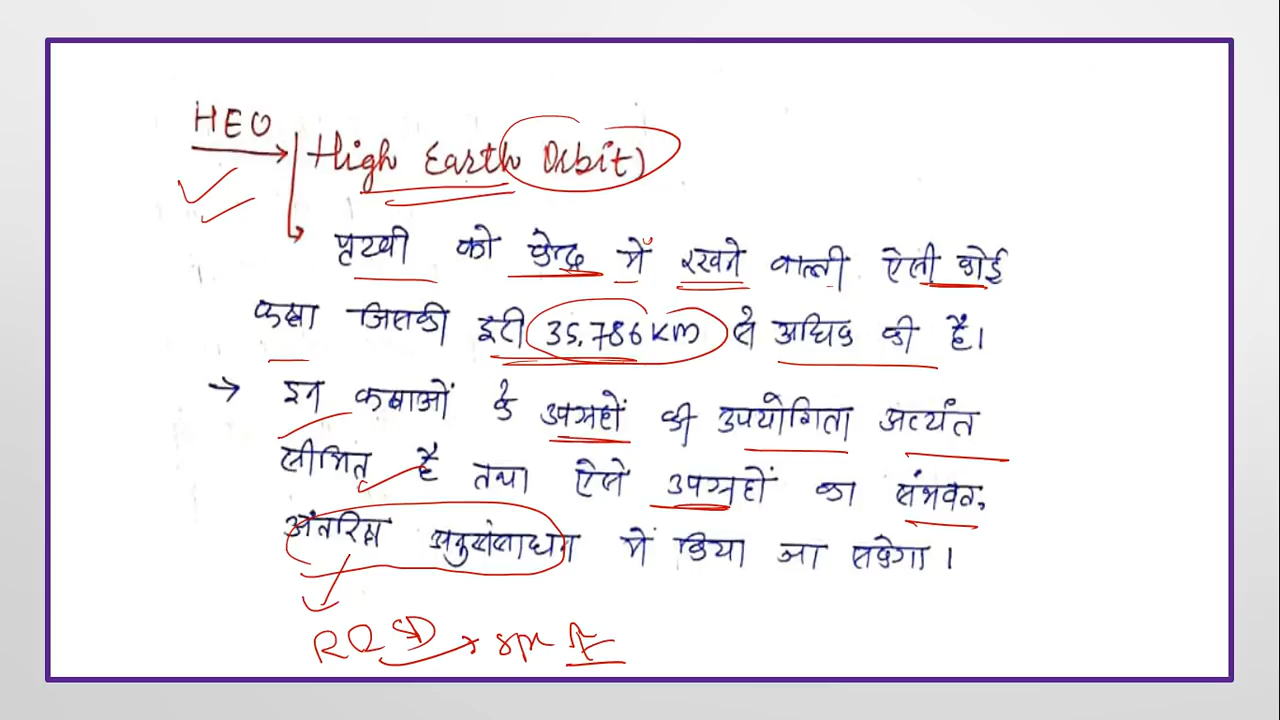 HEO
High Earth Orbit)
पृथ्वी को केन्द्र में रखने वाली ऐसी कोई
कक्षा जिसकी दूरी 35,786 KM से अधिक की है।
→ इन कक्षाओं के उपग्रहों की उपयोगिता अत्यंत
सीमित है तथा ऐसे उपग्रहों का संभवतः
अंतरिक्ष अनुसंसाधन में किया जा सकेगा।